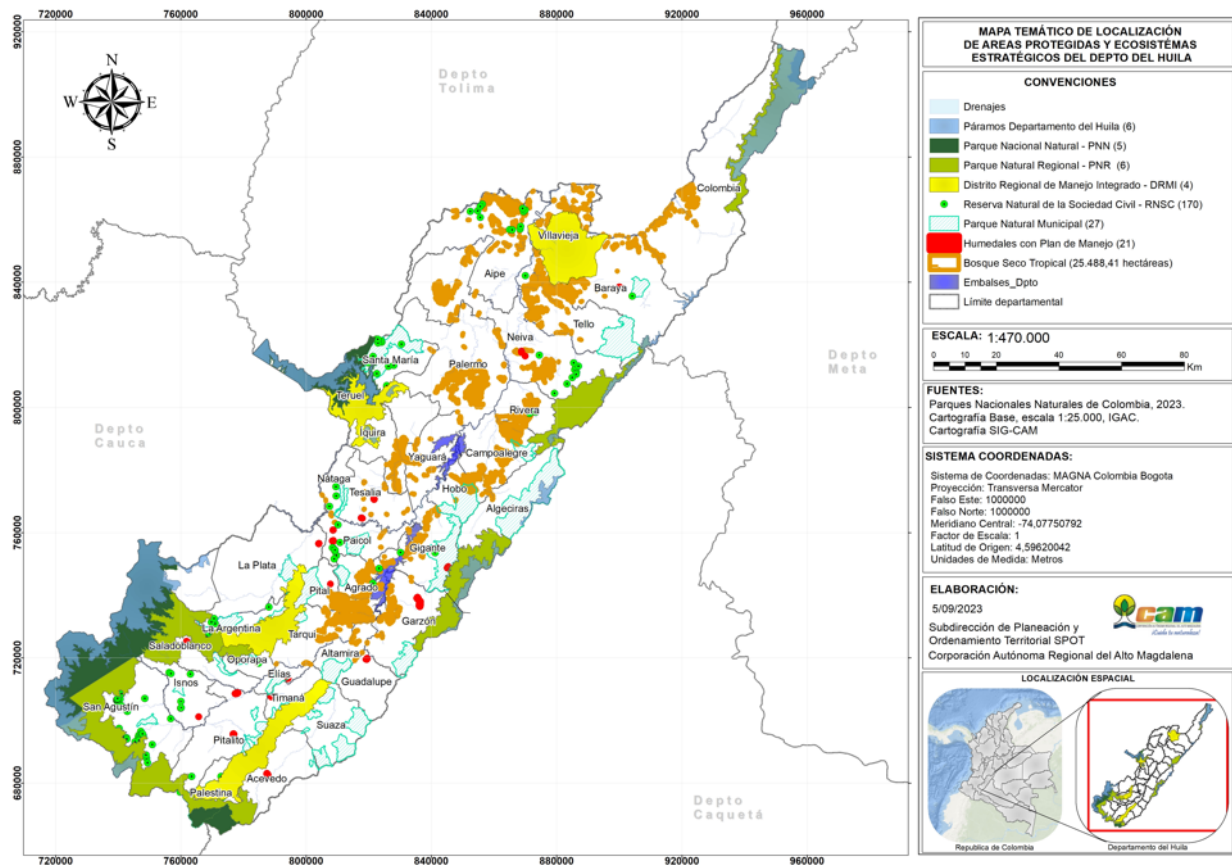 720000 760000 800000 840000 880000 920000 960000
920000
880000
840000
800000
760000
720000
680000
N
W E
S
Depto
Tolima
Depto
Cauca
Depto
Meta
Depto
Caquetá
Colombia
Villavieja
Aipe
Baraya
Tello
Neiva
Santa María
Palermo
Teruel
Rivera
Iquira
Yaguará
Campoalegre
Nátaga
Tesalia
Hobo
Algeciras
Paicol
Gigante
La Plata
Pital
Agrado
Garzón
La Argentina
Tarqui
Saladoblanco
Oporapa
Altamira
Elías
Guadalupe
Isnos
Timaná
San Agustín
Suaza
Pitalito
Acevedo
Palestina
720000 760000 800000 840000 880000 920000 960000
MAPA TEMÁTICO DE LOCALIZACIÓN
DE AREAS PROTEGIDAS Y ECOSISTÉMAS
ESTRATÉGICOS DEL DEPTO DEL HUILA
CONVENCIONES
Drenajes
Páramos Departamento del Huila (6)
Parque Nacional Natural - PNN (5)
Parque Natural Regional - PNR (6)
Distrito Regional de Manejo Integrado - DRMI (4)
Reserva Natural de la Sociedad Civil - RNSC (170)
Parque Natural Municipal (27)
Humedales con Plan de Manejo (21)
Bosque Seco Tropical (25.488,41 hectáreas)
Embalses_Dpto
Límite departamental
ESCALA: 1:470.000
0 10 20 40 60 80
Km
FUENTES:
Parques Nacionales Naturales de Colombia, 2023.
Cartografía Base, escala 1:25.000, IGAC.
Cartografía SIG-CAM
SISTEMA COORDENADAS:
Sistema de Coordenadas: MAGNA Colombia Bogota
Proyección: Transversa Mercator
Falso Este: 1000000
Falso Norte: 1000000
Meridiano Central: -74,07750792
Factor de Escala: 1
Latitud de Origen: 4,59620042
Unidades de Medida: Metros
ELABORACIÓN:
5/09/2023
Subdirección de Planeación y
Ordenamiento Territorial SPOT
Corporación Autónoma Regional del Alto Magdalena
cam
LOCALIZACIÓN ESPACIAL
Republica de Colombia
Departamento del Huila